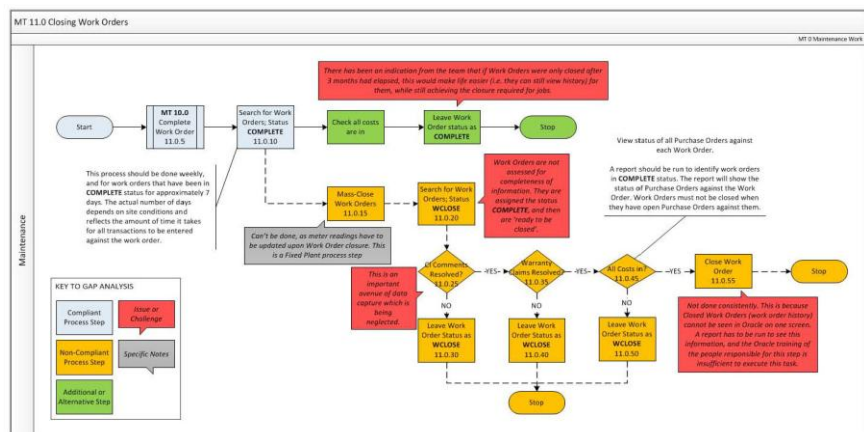 MT 11.0 Closing Work Orders
MT 0 Maintenance Work
Maintenance
There has been an indication from the team that if Work Orders were only closed after
3 months had elapsed, this would make life easier (i.e. they can still view history) for
them, while still achieving the closure required for jobs.
Start
MT 10.0
Complete
Work Order
11.0.5
Search for Work
Orders; Status
COMPLETE
11.0.10
Check all costs
are in
Leave Work
Order status as
COMPLETE
Stop
This process should be done weekly,
and for work orders that have been in
COMPLETE status for approximately 7
days. The actual number of days
depends on site conditions and
reflects the amount of time it takes
for all transactions to be entered
against the work order.
Mass-Close
Work Orders
11.0.15
Can't be done, as meter readings have to
be updated upon Work Order closure. This
is a Fixed Plant process step
Search for Work
Orders; Status
WCLOSE
11.0.20
Work Orders are not
assessed for
completeness of
information. They are
assigned the status
COMPLETE, and then
are 'ready to be
closed'.
View status of all Purchase Orders against
each Work Order.
A report should be run to identify work orders
in COMPLETE status. The report will show the
status of Purchase Orders against the Work
Order. Work Orders must not be closed when
they have open Purchase Orders against them.
CI Comments
Resolved?
11.0.25
YES
Warranty
Claims Resolved?
11.0.35
YES
All Costs in?
11.0.45
YES
Close Work
Order
11.0.55
Stop
This is an
important
avenue of data
capture which is
being
neglected.
NO
NO
NO
Leave Work
Order Status as
WCLOSE
11.0.30
Leave Work
Order Status as
WCLOSE
11.0.40
Leave Work
Order Status as
WCLOSE
11.0.50
Not done consistently. This is because
Closed Work Orders (work order history)
cannot be seen in Oracle on one screen.
A report has to be run to see this
information, and the Oracle training of
the people responsible for this step is
insufficient to execute this task.
Stop
KEY TO GAP ANALYSIS
Compliant
Process Step
Issue or
Challenge
Non-Compliant
Process Step
Specific Notes
Additional or
Alternative Step